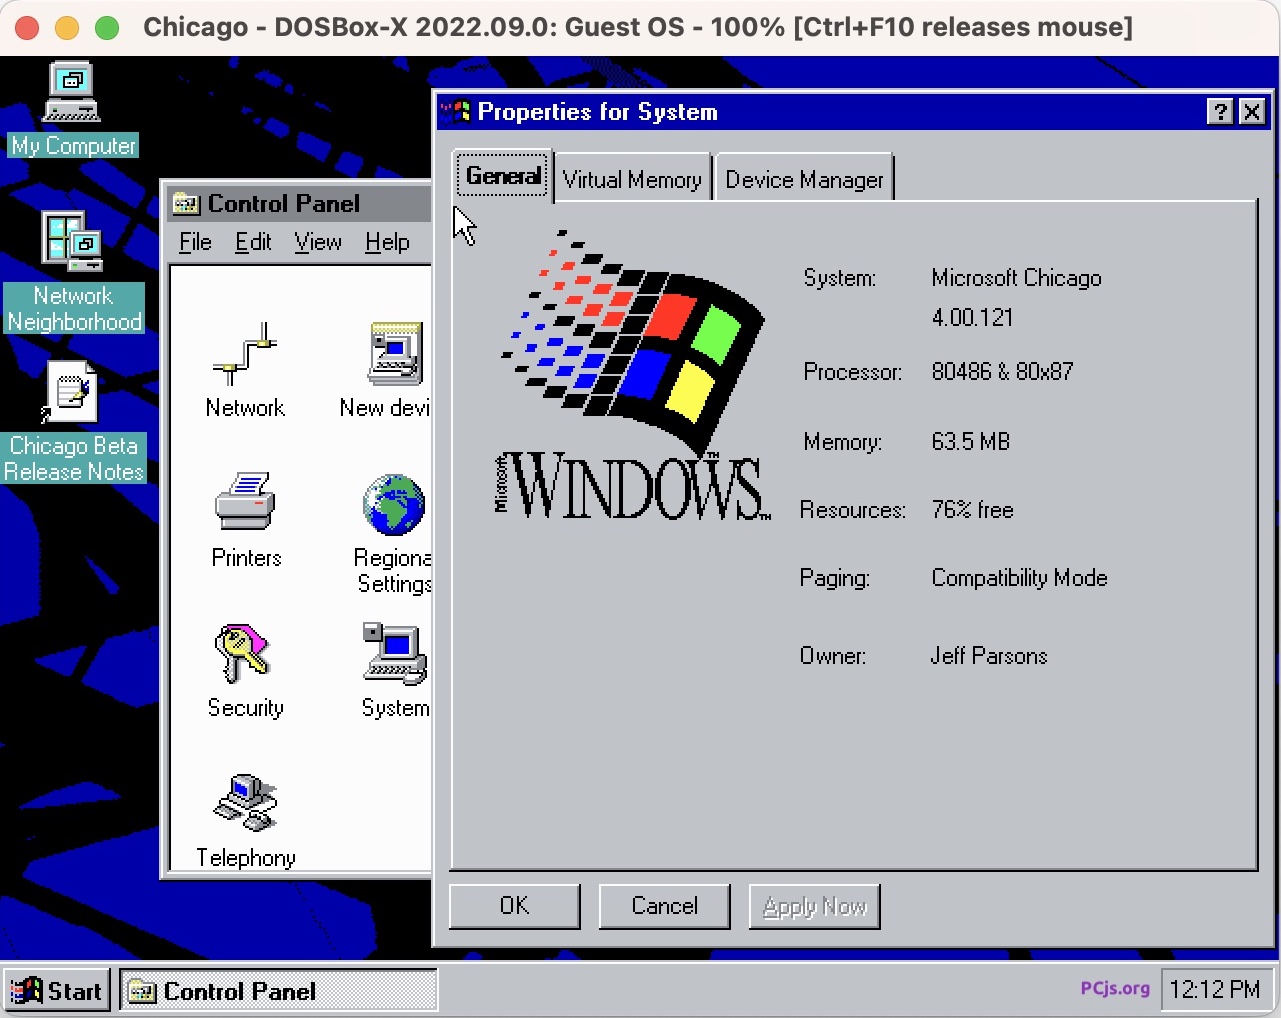 Chicago - DOSBox-X 2022.09.0: Guest OS - 100% [Ctrl+F10 releases mouse]
My Computer
Network
Neighborhood
Chicago Beta
Release Notes
Control Panel
File Edit View Help
Network
New devi
Printers
Regiona
Settings
Security
System
Telephony
Properties for System
?
General
Virtual Memory
Device Manager
Microsoft
WINDOWS
TM
TM
System: Microsoft Chicago
4.00.121
Processor: 80486 & 80x87
Memory: 63.5 MB
Resources: 76% free
Paging: Compatibility Mode
Owner: Jeff Parsons
OK
Cancel
Apply Now
Start
Control Panel
PCjs.org
12:12 PM